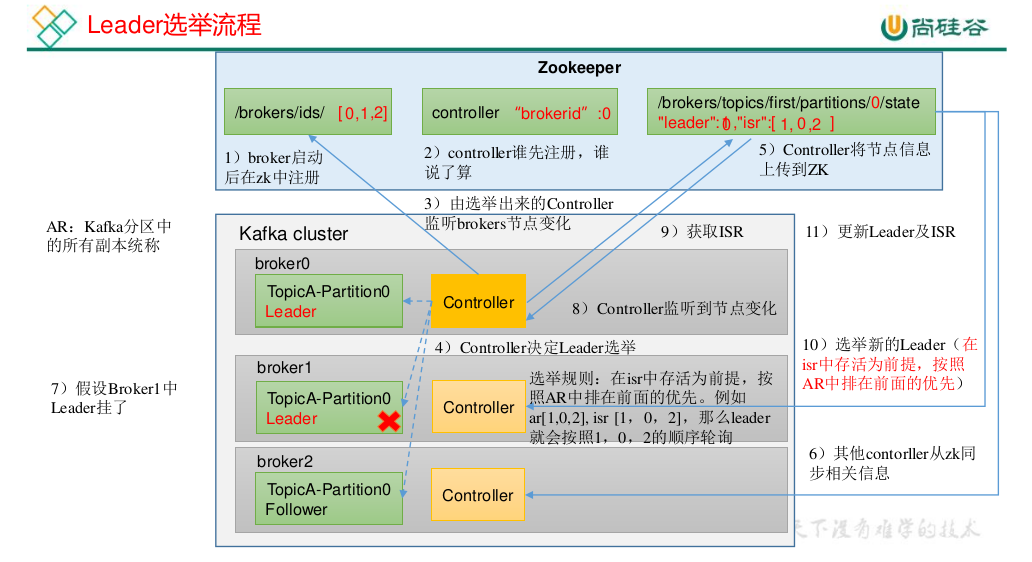 Leader选举流程
尚硅谷
Zookeeper
/brokers/ids/ [0,1,2]
controller “brokerid” :0
/brokers/topics/first/partitions/0/state
"leader": ,"isr":[ 1, 0,2 ]
1）broker启动
后在zk中注册
2）controller谁先注册，谁
说了算
5）Controller将节点信息
上传到ZK
3）由选举出来的Controller
监听brokers节点变化
AR：Kafka分区中
的所有副本统称
9）获取ISR
11）更新Leader及ISR
Kafka cluster
broker0
TopicA-Partition0
Leader
Controller
8）Controller监听到节点变化
4）Controller决定Leader选举
10）选举新的Leader（在
isr中存活为前提，按照
AR中排在前面的优先）
7）假设Broker1中
Leader挂了
broker1
TopicA-Partition0
Leader
Controller
选举规则：在isr中存活为前提，按
照AR中排在前面的优先。例如
ar[1,0,2], isr [1，0，2]，那么leader
就会按照1，0，2的顺序轮询
6）其他contorller从zk同
步相关信息
broker2
TopicA-Partition0
Follower
Controller
天下没有难学的技术